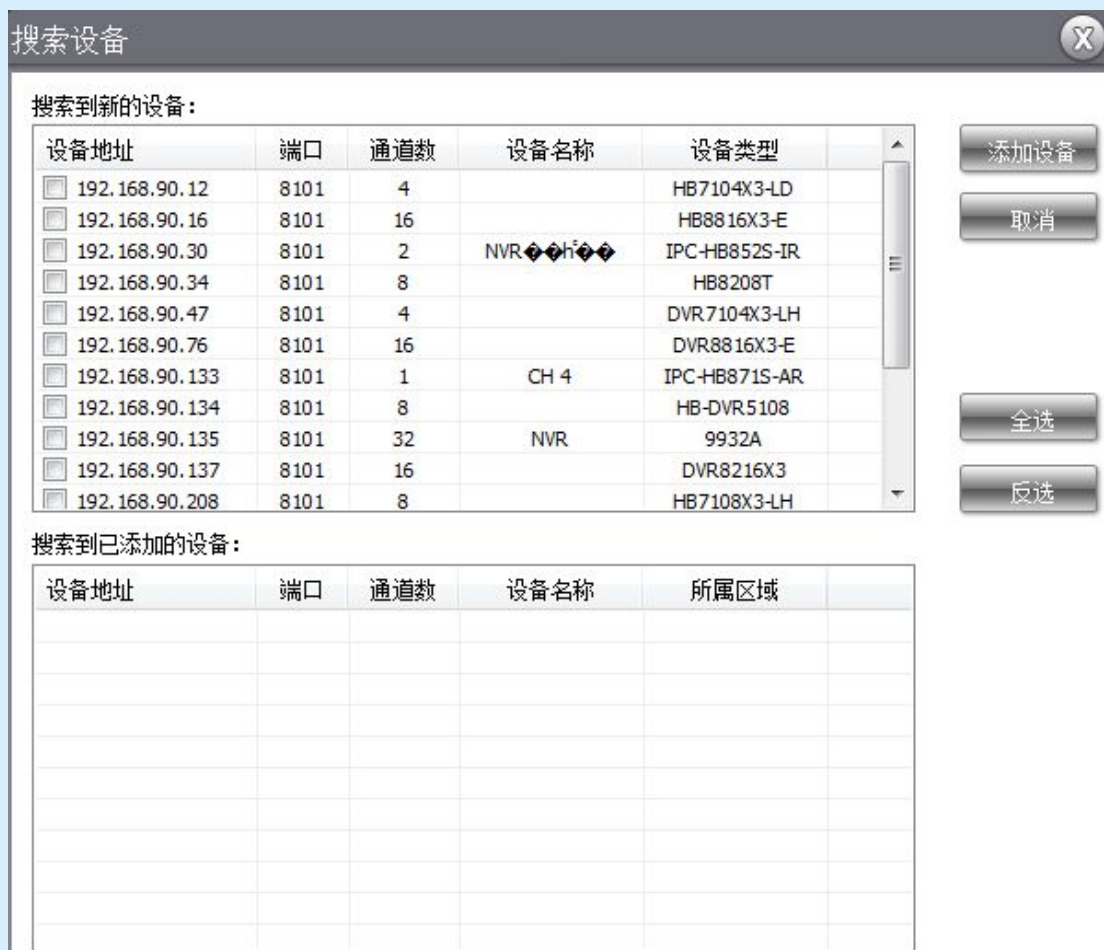 搜索设备
搜索到新的设备:
设备地址 端口 通道数 设备名称 设备类型
192.168.90.12 8101 4 HB7104X3-LD
192.168.90.16 8101 16 HB8816X3-E
192.168.90.30 8101 2 NVR IPC-HB852S-IR
192.168.90.34 8101 8 HB8208T
192.168.90.47 8101 4 DVR7104X3-LH
192.168.90.76 8101 16 DVR8816X3-E
192.168.90.133 8101 1 CH 4 IPC-HB871S-AR
192.168.90.134 8101 8 HB-DVR5108
192.168.90.135 8101 32 NVR 9932A
192.168.90.137 8101 16 DVR8216X3
192.168.90.208 8101 8 HB7108X3-LH
添加设备
取消
全选
反选
搜索到已添加的设备:
设备地址 端口 通道数 设备名称 所属区域